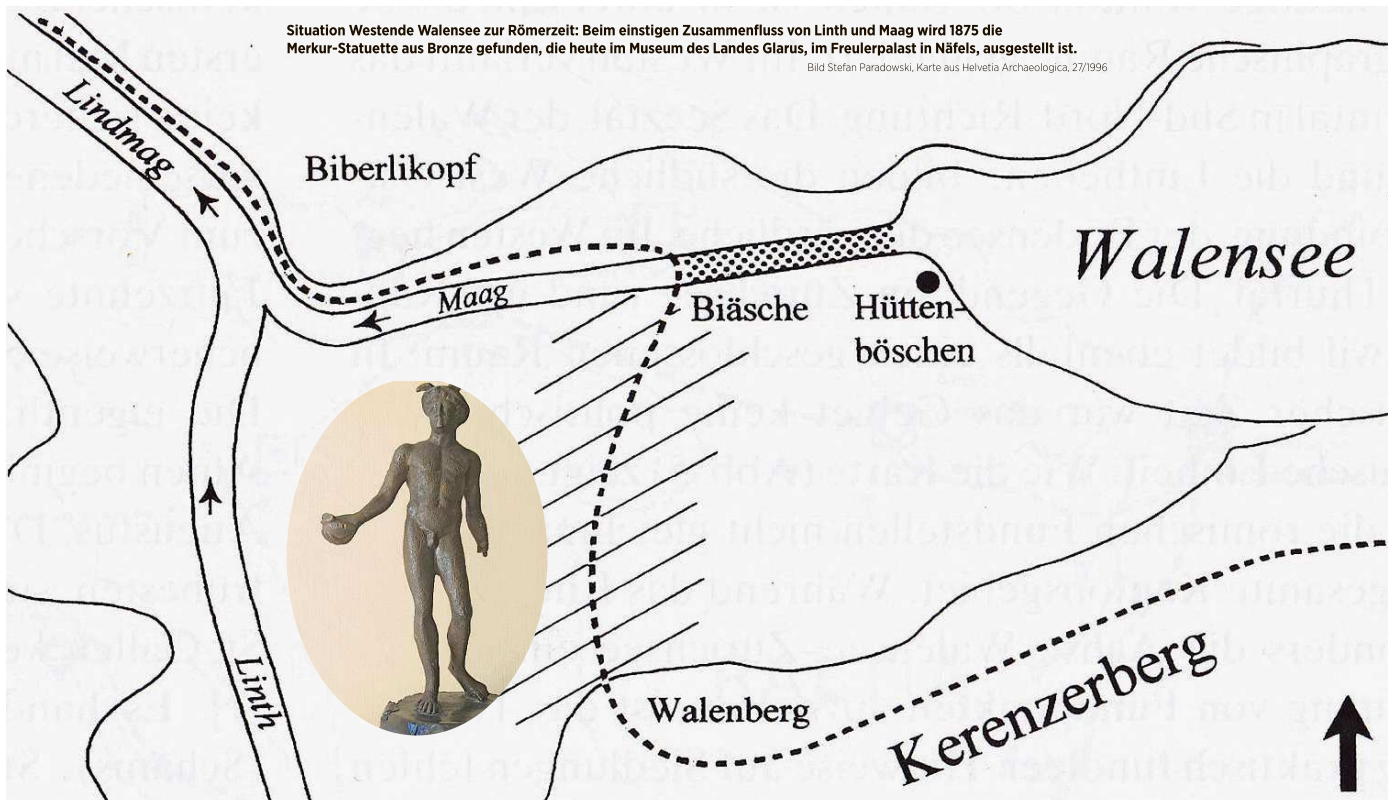 Situation Westende Walensee zur Römerzeit: Beim einstigen Zusammenfluss von Linth und Maag wird 1875 die
Merkur-Statuette aus Bronze gefunden, die heute im Museum des Landes Glarus, im Freulerpalast in Näfels, ausgestellt ist.
Bild Stefan Paradowski, Karte aus Helvetia Archaeologica, 27/1996
Lindmag
Biberlikopf
Walensee
Maag
Biäsche
Hütten-
böschen
Linth
Walenberg
Kerenzerberg